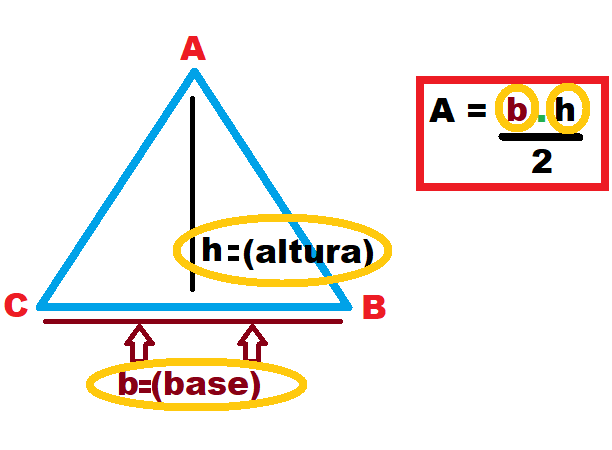 A
A = b . h
2
h=(altura)
C
B
b=(base)